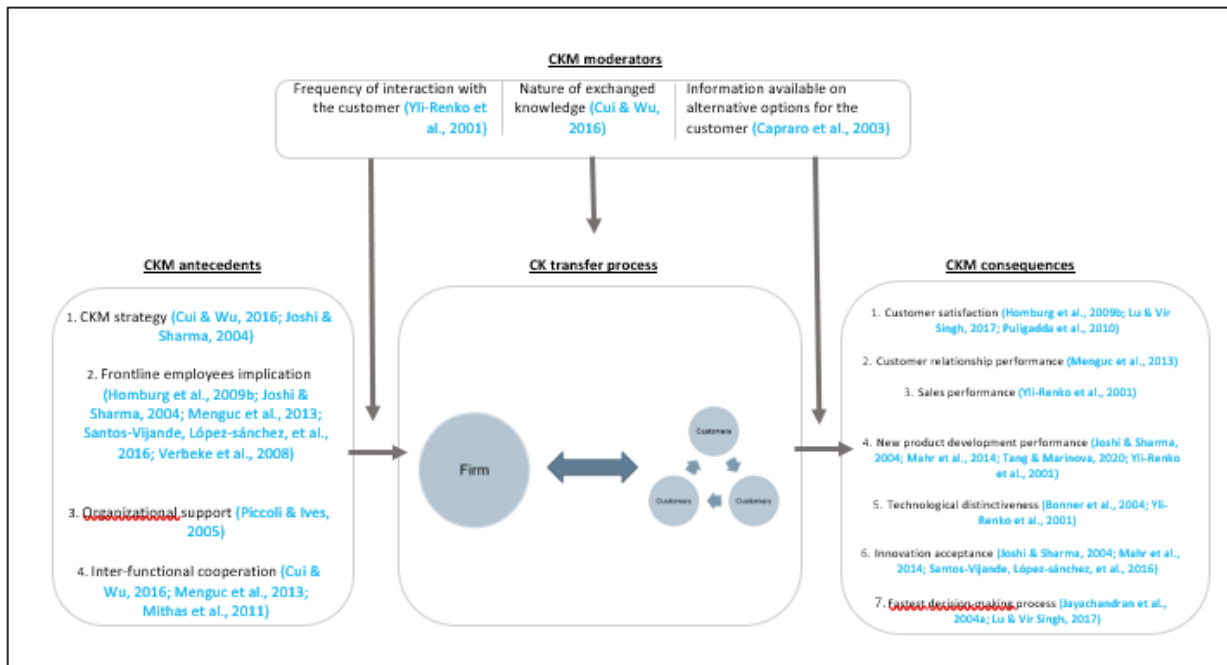 CKM moderators
Frequency of interaction with
the customer (Yli-Renko et
al., 2001)
Nature of exchanged
knowledge (Cui & Wu,
2016)
Information available on
alternative options for the
customer (Capraro et al., 2003)
CKM antecedents
1. CKM strategy (Cui & Wu, 2016; Joshi
& Sharma, 2004)
2. Frontline employees implication
(Homburg et al., 2009b; Joshi &
Sharma, 2004; Menguc et al., 2013;
Santos-Vijande, López-sánchez, et al.,
2016; Verbeke et al., 2008)
3. Organizational support (Piccoli & Ives,
2005)
4. Inter-functional cooperation (Cui &
Wu, 2016; Menguc et al., 2013;
Mithas et al., 2011)
CK transfer process
Firm
Customers
Customers
Customers
CKM consequences
1. Customer satisfaction (Homburg et al., 2009b; Lu & Vir
Singh, 2017; Puligadda et al., 2010)
2. Customer relationship performance (Menguc et al., 2013)
3. Sales performance (Yli-Renko et al., 2001)
4. New product development performance (Joshi & Sharma,
2004; Mahr et al., 2014; Tang & Marinova, 2020; Yli-Renko
et al., 2001)
5. Technological distinctiveness (Bonner et al., 2004; Yli-
Renko et al., 2001)
6. Innovation acceptance (Joshi & Sharma, 2004; Mahr et al.,
2014; Santos-Vijande, López-sánchez, et al., 2016)
7. Fastest decision-making process (Jayachandran et al.,
2004a; Lu & Vir Singh, 2017)